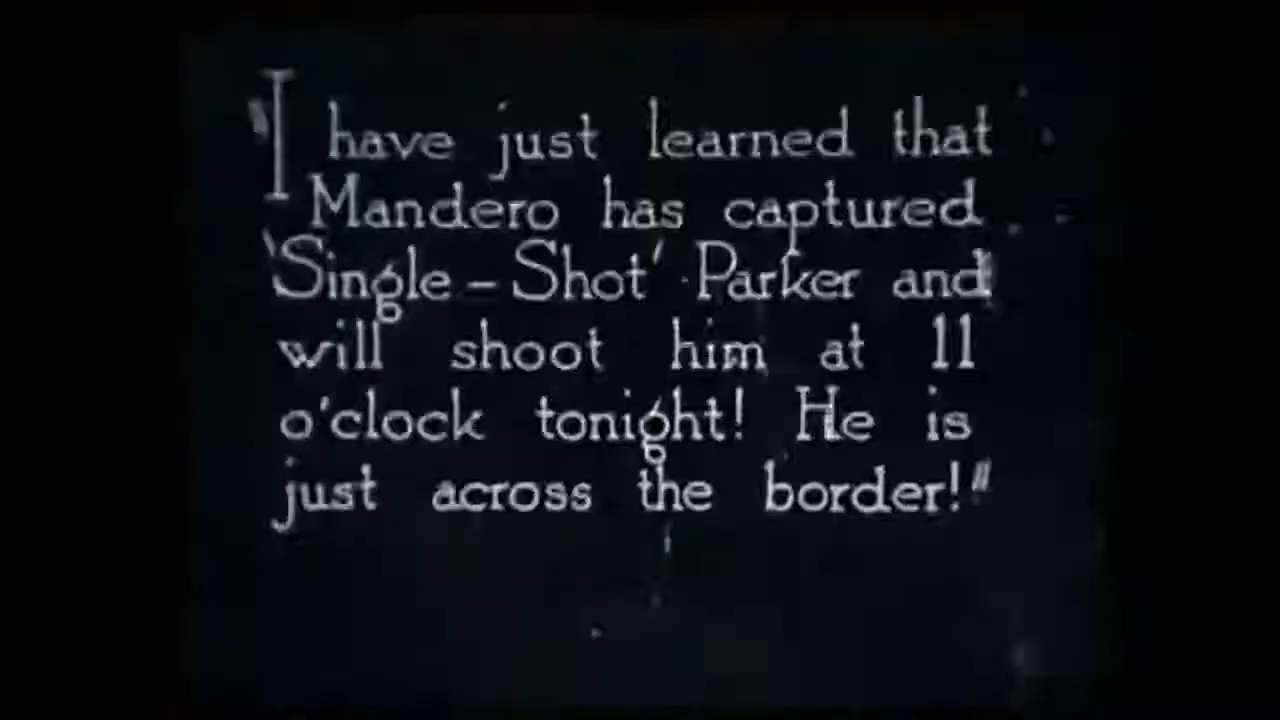 "I have just learned that
Mandero has captured
'Single-Shot' Parker and
will shoot him at 11
o'clock tonight! He is
just across the border!"